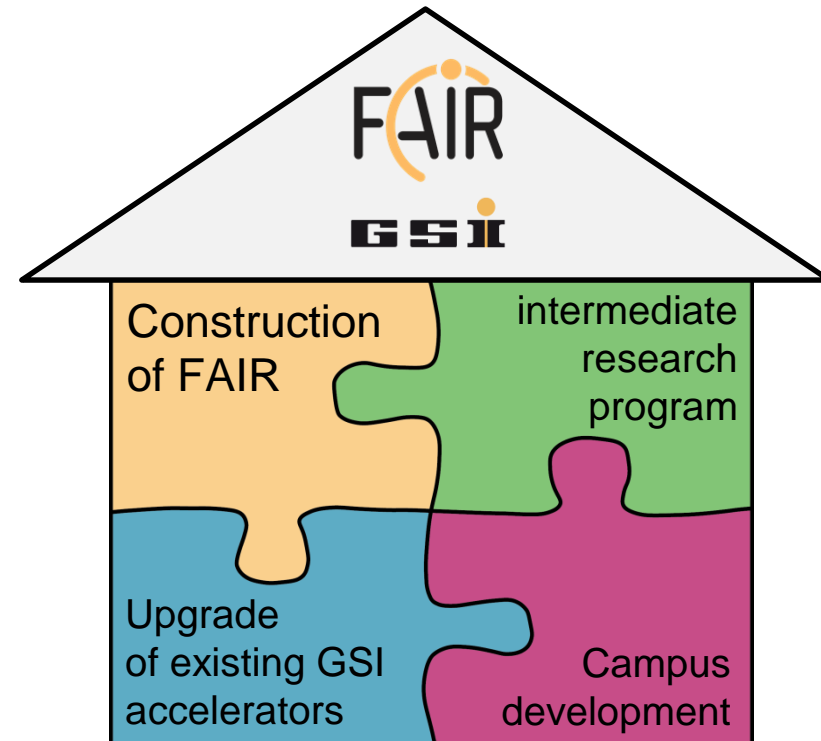 FAIR
GSI
Construction
of FAIR
intermediate
research
program
Upgrade
of existing GSI
accelerators
Campus
development